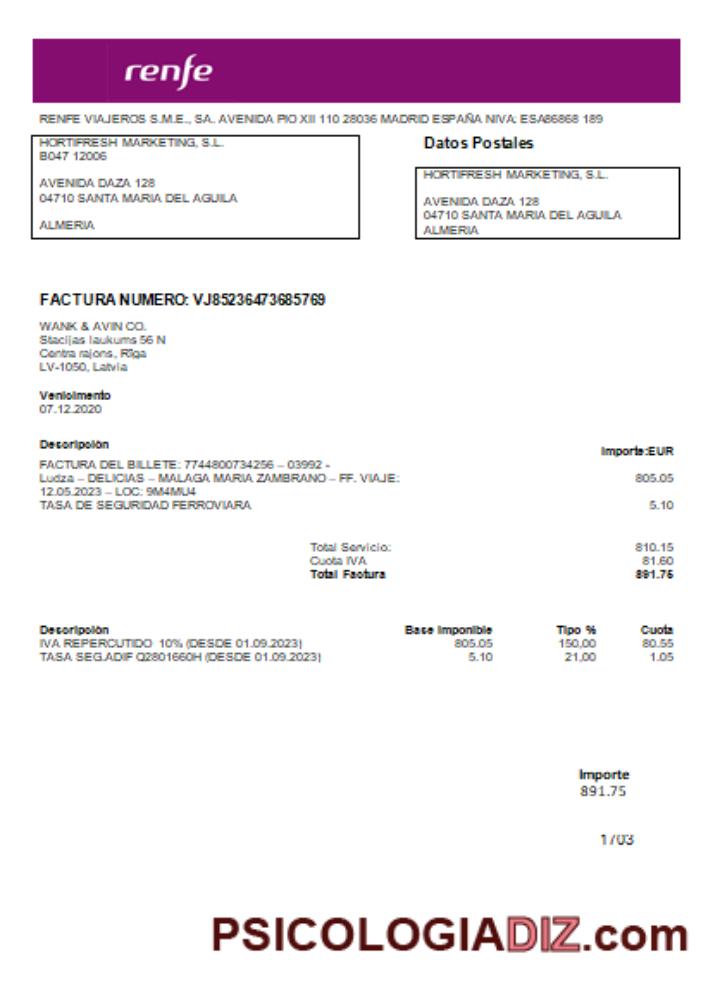 renfe
RENFE VIAJEROS S.M.E., SA. AVENIDA PIO XII 110 28036 MADRID ESPAÑA NIVA: ESA86868 189
HORTIFRESH MARKETING, S.L.
B047 12006
AVENIDA DAZA 128
04710 SANTA MARIA DEL AGUILA
ALMERIA
Datos Postales
HORTIFRESH MARKETING, S.L.
AVENIDA DAZA 128
04710 SANTA MARIA DEL AGUILA
ALMERIA
FACTURA NUMERO: VJ85236473685769
WANK & AVIN CO.
Stacijas laukums 56 N
Centra rajons, Rīga
LV-1050, Latvia
Vencimiento
07.12.2020
Descripción Importe:EUR
FACTURA DEL BILLETE: 7744800734256 – 03992 -
Ludza – DELICIAS – MALAGA MARIA ZAMBRANO – FF. VIAJE: 805.05
12.05.2023 – LOC: 9M4MU4
TASA DE SEGURIDAD FERROVIARA 5.10
Total Servicio: 810.15
Cuota IVA 81.60
Total Factura 891.75
Descripción Base Imponible Tipo % Cuota
IVA REPERCUTIDO 10% (DESDE 01.09.2023) 805.05 150,00 80.55
TASA SEG.ADIF Q2801660H (DESDE 01.09.2023) 5.10 21,00 1.05
Importe
891.75
1/03
PSICOLOGIADIZ.com